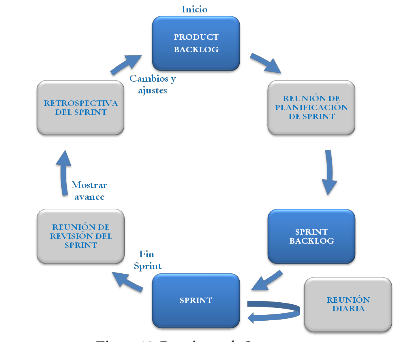 Inicio
PRODUCT
BACKLOG
Cambios y
ajustes
RETROSPECTIVA
DEL SPRINT
REUNIÓN DE
PLANIFICACIÓN
DE SPRINT
Mostrar
avance
REUNIÓN DE
REVISIÓN DEL
SPRINT
SPRINT
BACKLOG
Fin
Sprint
SPRINT
REUNIÓN
DIARIA